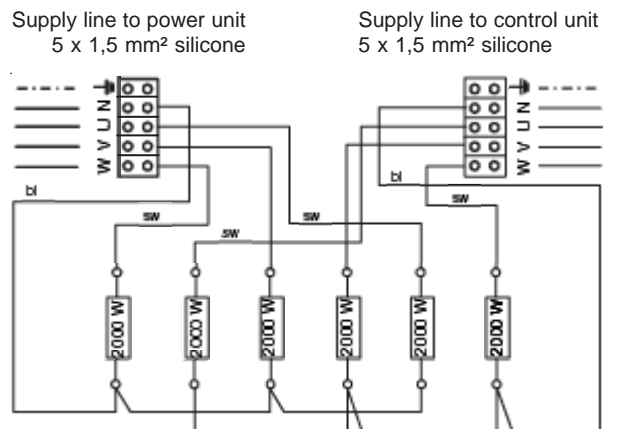 Supply line to power unit
5 x 1,5 mm² silicone
Supply line to control unit
5 x 1,5 mm² silicone
N
U
V
W
N
U
V
W
bl
bl
sw
sw
sw
sw
2000 W
2000 W
2000 W
2000 W
2000 W
2000 W